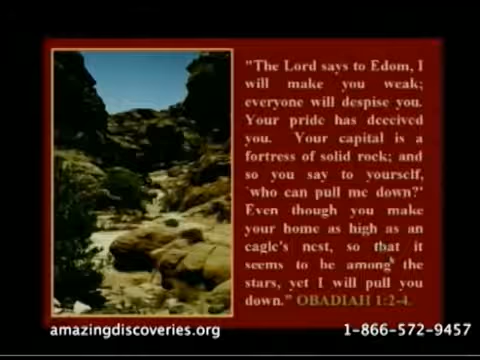 "The Lord says to Edom, I
will make you weak;
everyone will despise you.
Your pride has deceived
you. Your capital is a
fortress of solid rock; and
so you say to yourself,
'who can pull me down?'
Even though you make
your home as high as an
eagle's nest, so that it
seems to be among the
stars, yet I will pull you
down." OBADIAH 1:2-4.
amazingdiscoveries.org
1-866-572-9457